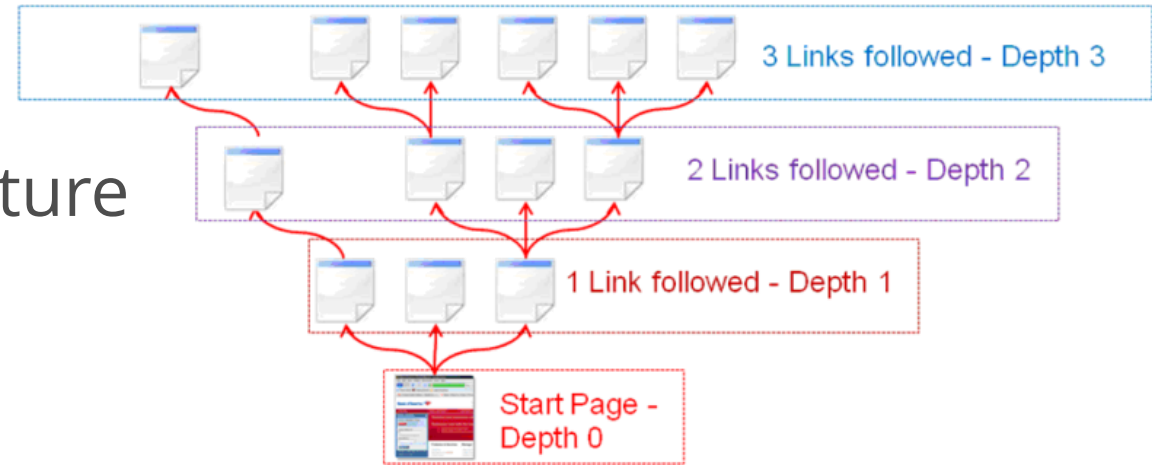 3 Links followed - Depth 3
2 Links followed - Depth 2
ture
1 Link followed - Depth 1
Start Page -
Depth 0